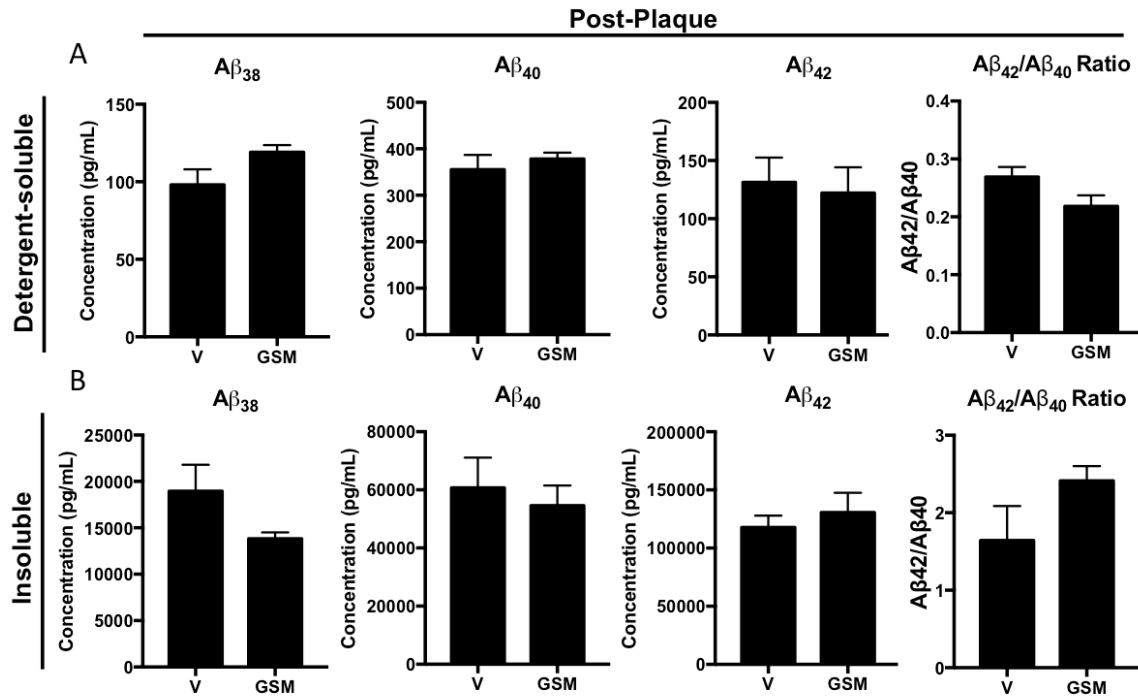 Post-Plaque
A
Detergent-soluble
Aβ38
Concentration (pg/mL)
150
100
50
0
V GSM
Aβ40
Concentration (pg/mL)
500
400
300
200
100
0
V GSM
Aβ42
Concentration (pg/mL)
200
150
100
50
0
V GSM
Aβ42/Aβ40 Ratio
Aβ42/Aβ40
0.4
0.3
0.2
0.1
0.0
V GSM
B
Insoluble
Aβ38
Concentration (pg/mL)
25000
20000
15000
10000
5000
0
V GSM
Aβ40
Concentration (pg/mL)
80000
60000
40000
20000
0
V GSM
Aβ42
Concentration (pg/mL)
200000
150000
100000
50000
0
V GSM
Aβ42/Aβ40 Ratio
Aβ42/Aβ40
3
2
1
0
V GSM